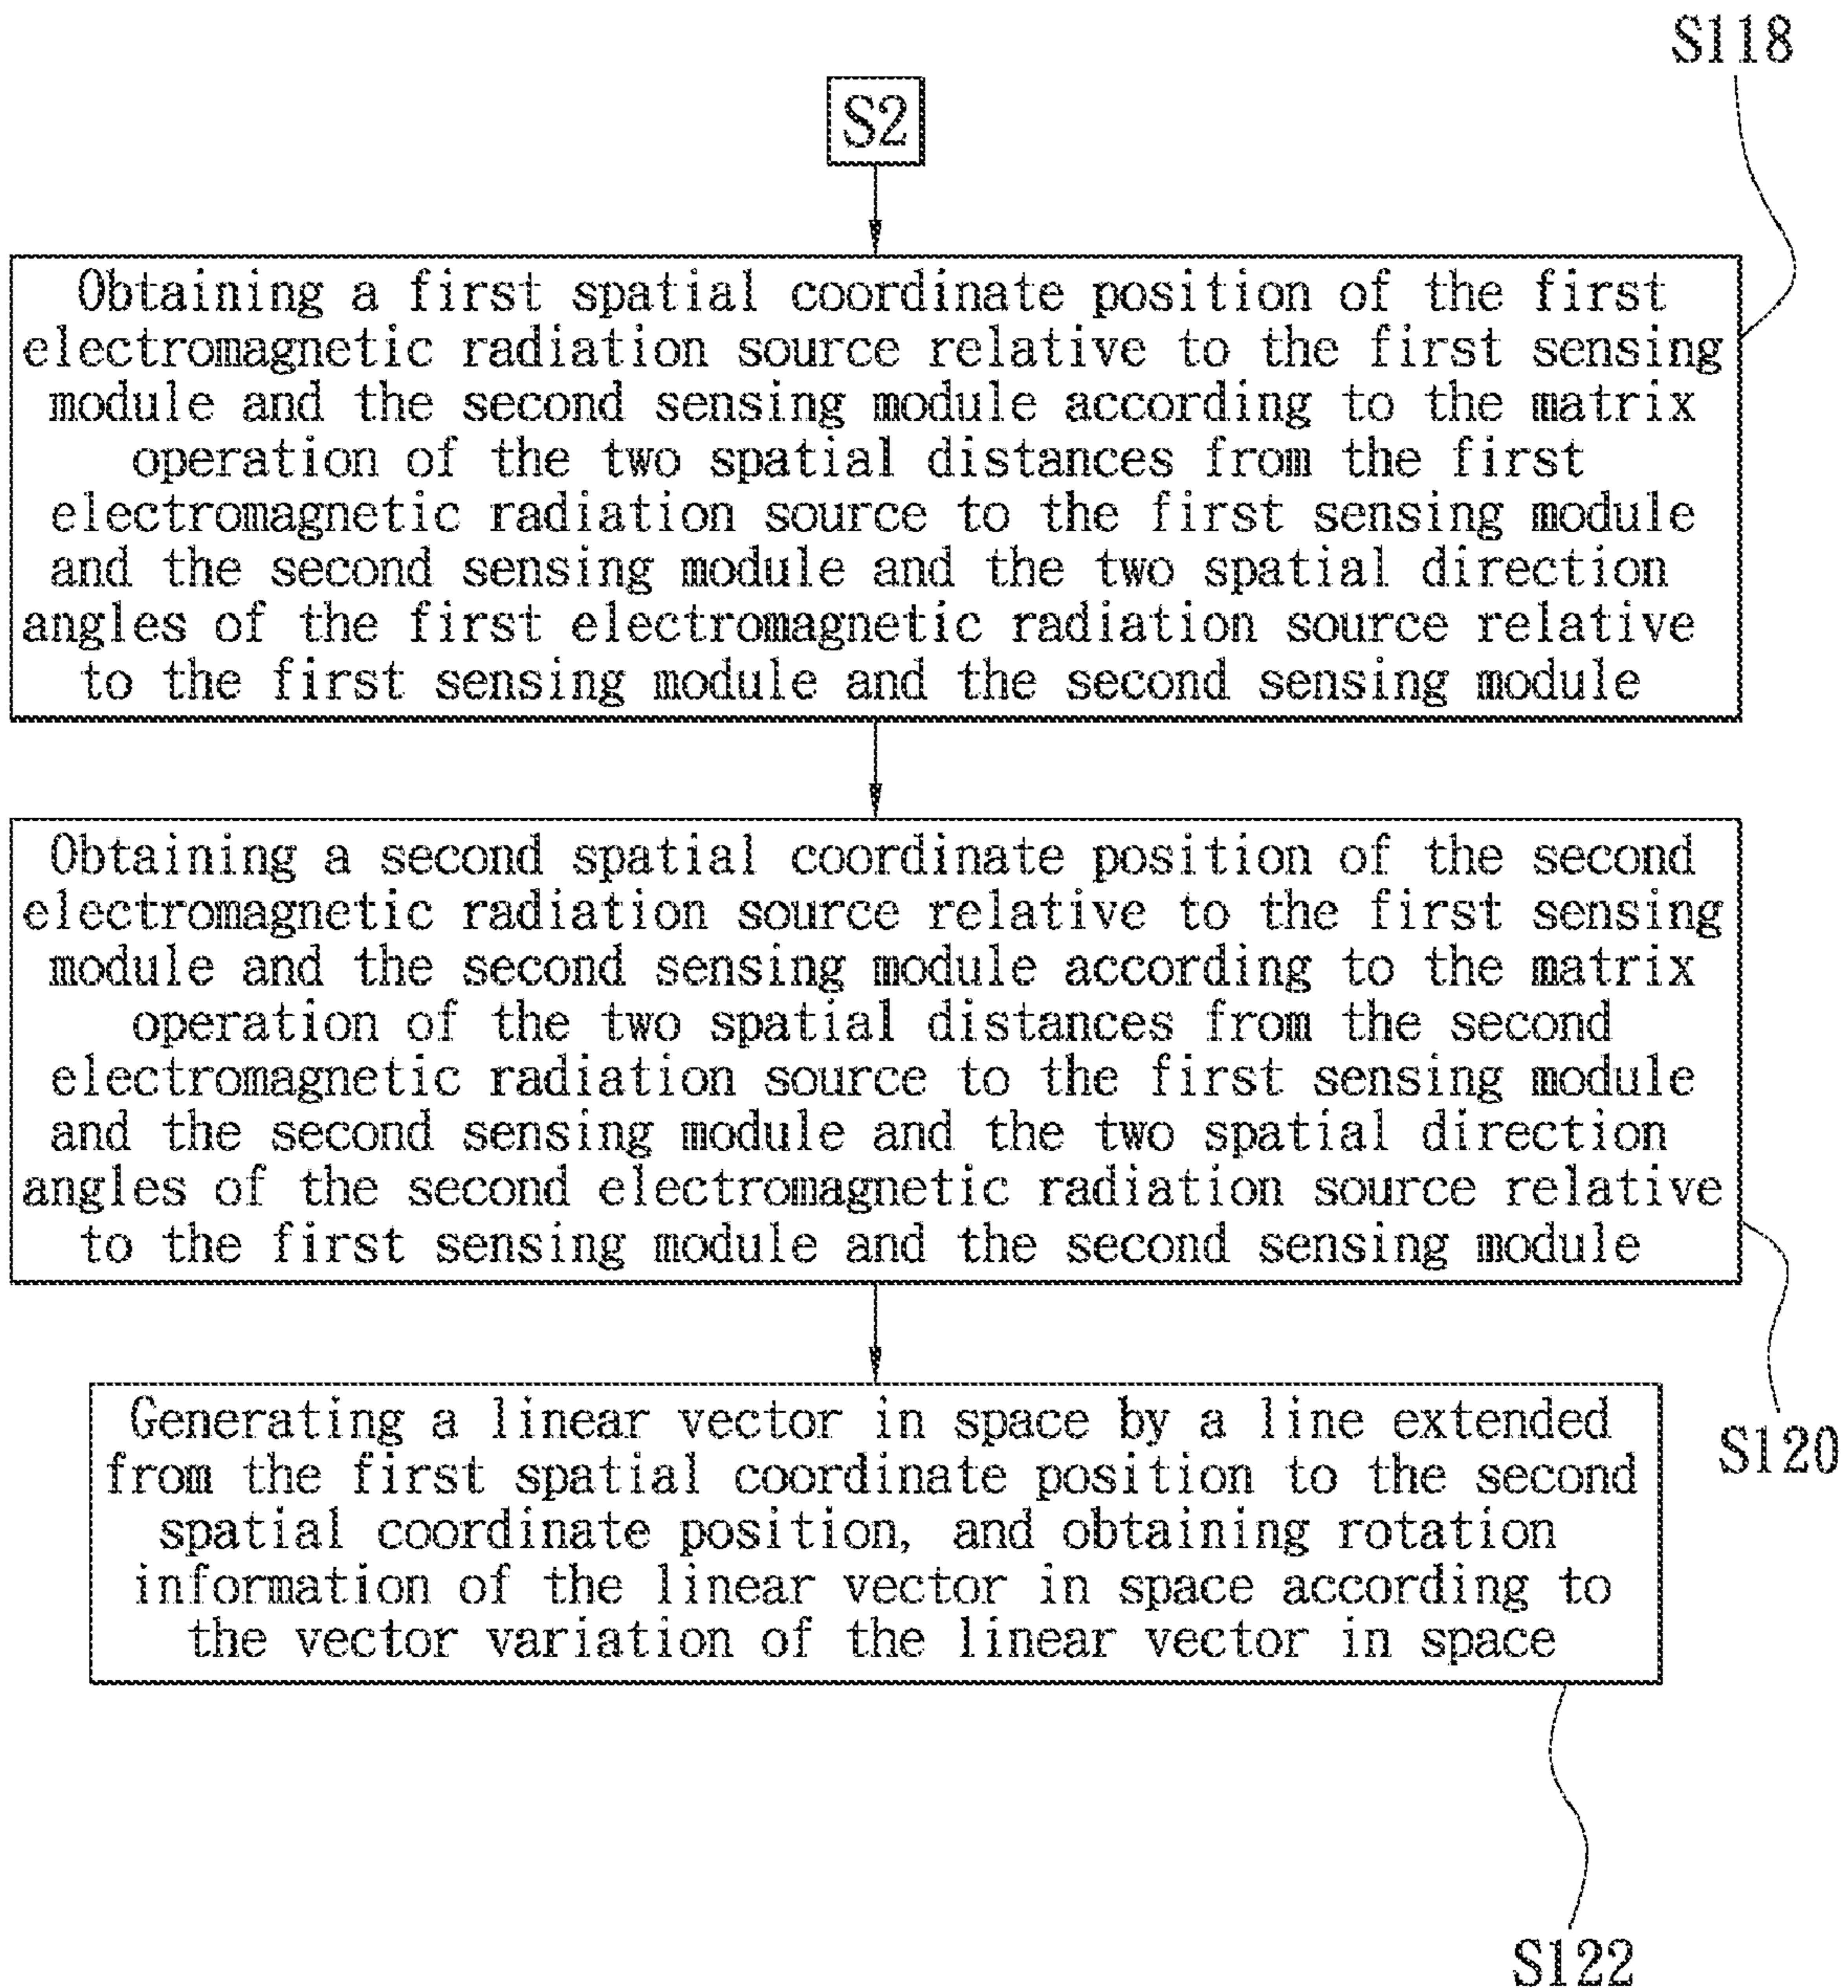 S118
S2
Obtaining a first spatial coordinate position of the first
electromagnetic radiation source relative to the first sensing
module and the second sensing module according to the matrix
operation of the two spatial distances from the first
electromagnetic radiation source to the first sensing module
and the second sensing module and the two spatial direction
angles of the first electromagnetic radiation source relative
to the first sensing module and the second sensing module
Obtaining a second spatial coordinate position of the second
electromagnetic radiation source relative to the first sensing
module and the second sensing module according to the matrix
operation of the two spatial distances from the second
electromagnetic radiation source to the first sensing module
and the second sensing module and the two spatial direction
angles of the second electromagnetic radiation source relative
to the first sensing module and the second sensing module
S120
Generating a linear vector in space by a line extended
from the first spatial coordinate position to the second
spatial coordinate position, and obtaining rotation
information of the linear vector in space according to
the vector variation of the linear vector in space
S122